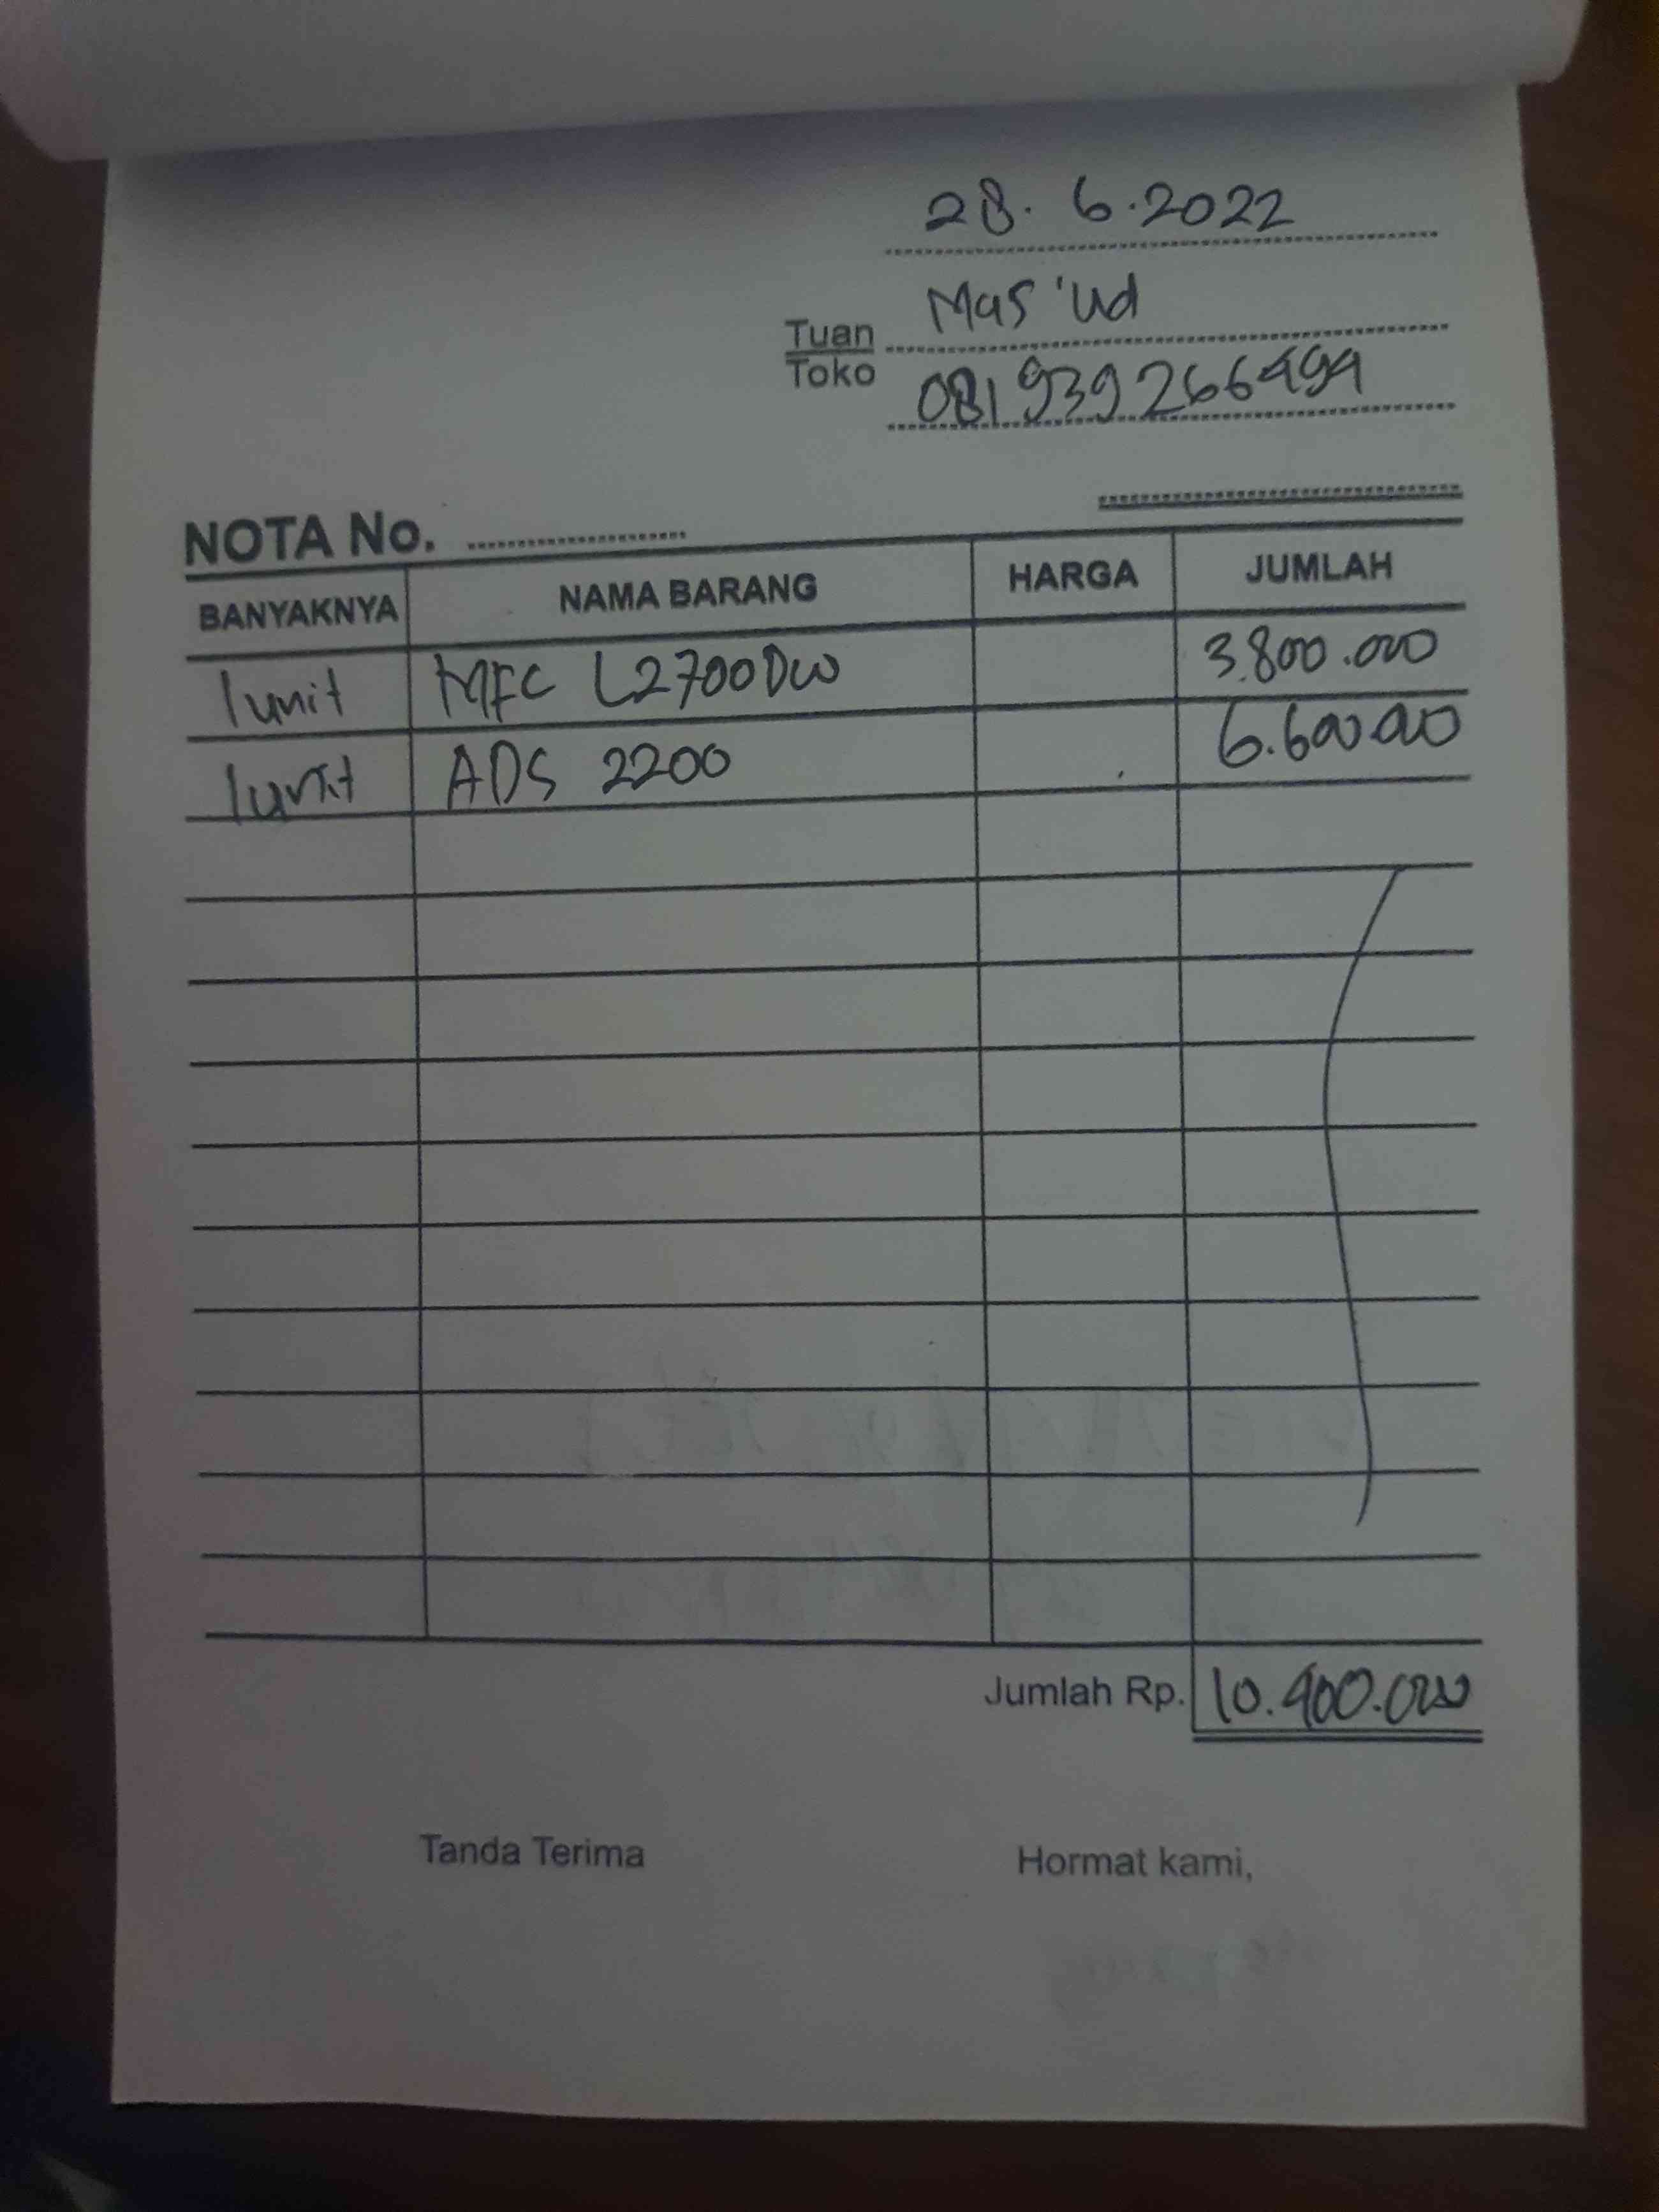 28. 6.2022
Tuan Mas'ud
Toko 081939266494
NOTA No.
BANYAKNYA NAMA BARANG HARGA JUMLAH
1 unit MFC L2700DW 3.800.000
1 unit ADS 2200 6.600.000
Jumlah Rp. 10.400.000
Tanda Terima Hormat kami,